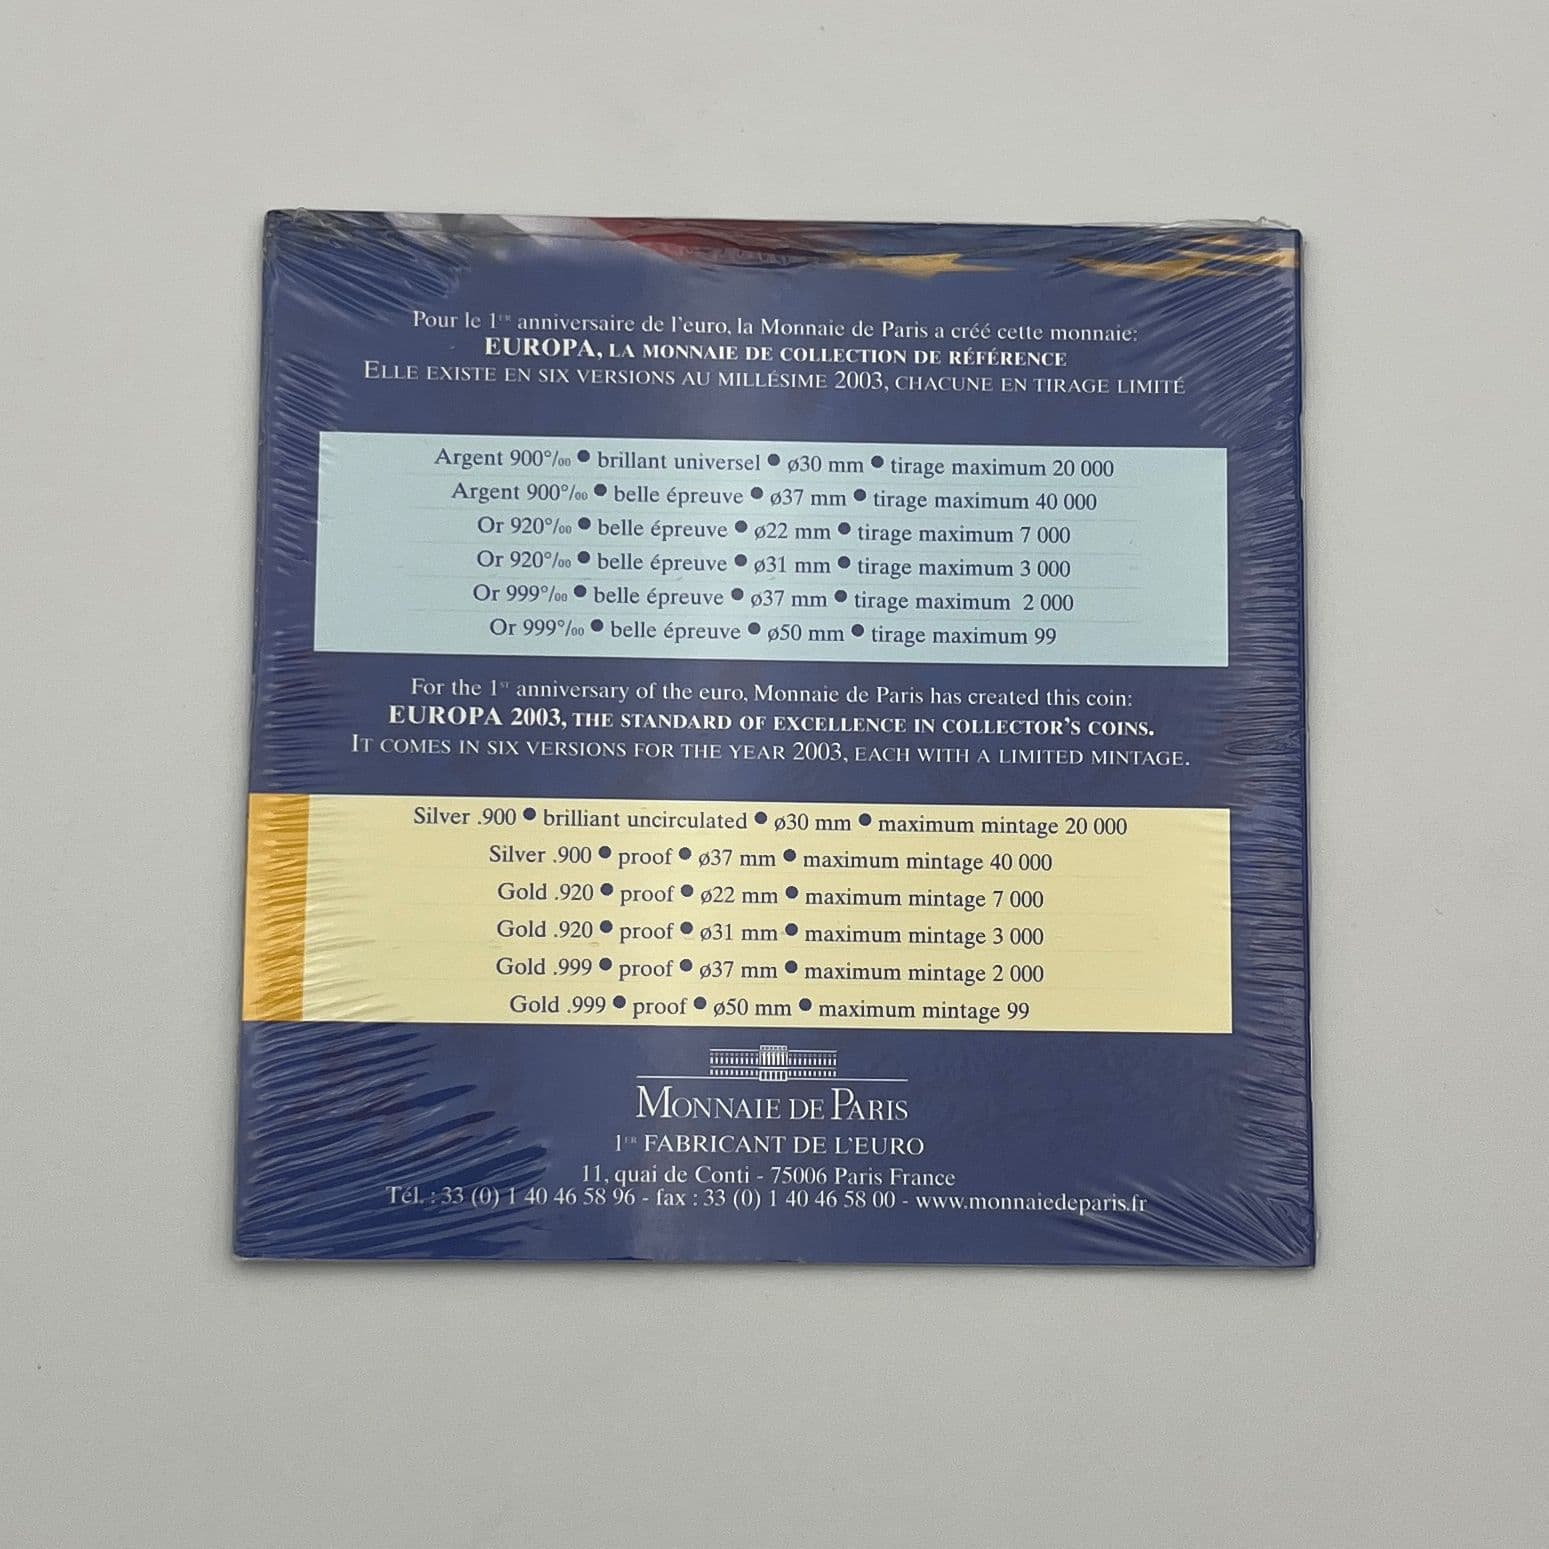 Pour le 1ER anniversaire de l'euro, la Monnaie de Paris a créé cette monnaie:
EUROPA, LA MONNAIE DE COLLECTION DE RÉFÉRENCE
ELLE EXISTE EN SIX VERSIONS AU MILLÉSIME 2003, CHACUNE EN TIRAGE LIMITÉ
Argent 900°/oo ● brillant universel ● ø30 mm ● tirage maximum 20 000
Argent 900°/oo ● belle épreuve ● ø37 mm ● tirage maximum 40 000
Or 920°/oo ● belle épreuve ● ø22 mm ● tirage maximum 7 000
Or 920°/oo ● belle épreuve ● ø31 mm ● tirage maximum 3 000
Or 999°/oo ● belle épreuve ● ø37 mm ● tirage maximum 2 000
Or 999°/oo ● belle épreuve ● ø50 mm ● tirage maximum 99
For the 1ST anniversary of the euro, Monnaie de Paris has created this coin:
EUROPA 2003, THE STANDARD OF EXCELLENCE IN COLLECTOR'S COINS.
IT COMES IN SIX VERSIONS FOR THE YEAR 2003, EACH WITH A LIMITED MINTAGE.
Silver .900 ● brilliant uncirculated ● ø30 mm ● maximum mintage 20 000
Silver .900 ● proof ● ø37 mm ● maximum mintage 40 000
Gold .920 ● proof ● ø22 mm ● maximum mintage 7 000
Gold .920 ● proof ● ø31 mm ● maximum mintage 3 000
Gold .999 ● proof ● ø37 mm ● maximum mintage 2 000
Gold .999 ● proof ● ø50 mm ● maximum mintage 99
MONNAIE DE PARIS
1ER FABRICANT DE L'EURO
11, quai de Conti - 75006 Paris France
Tél. : 33 (0) 1 40 46 58 96 - fax : 33 (0) 1 40 46 58 00 - www.monnaiedeparis.fr